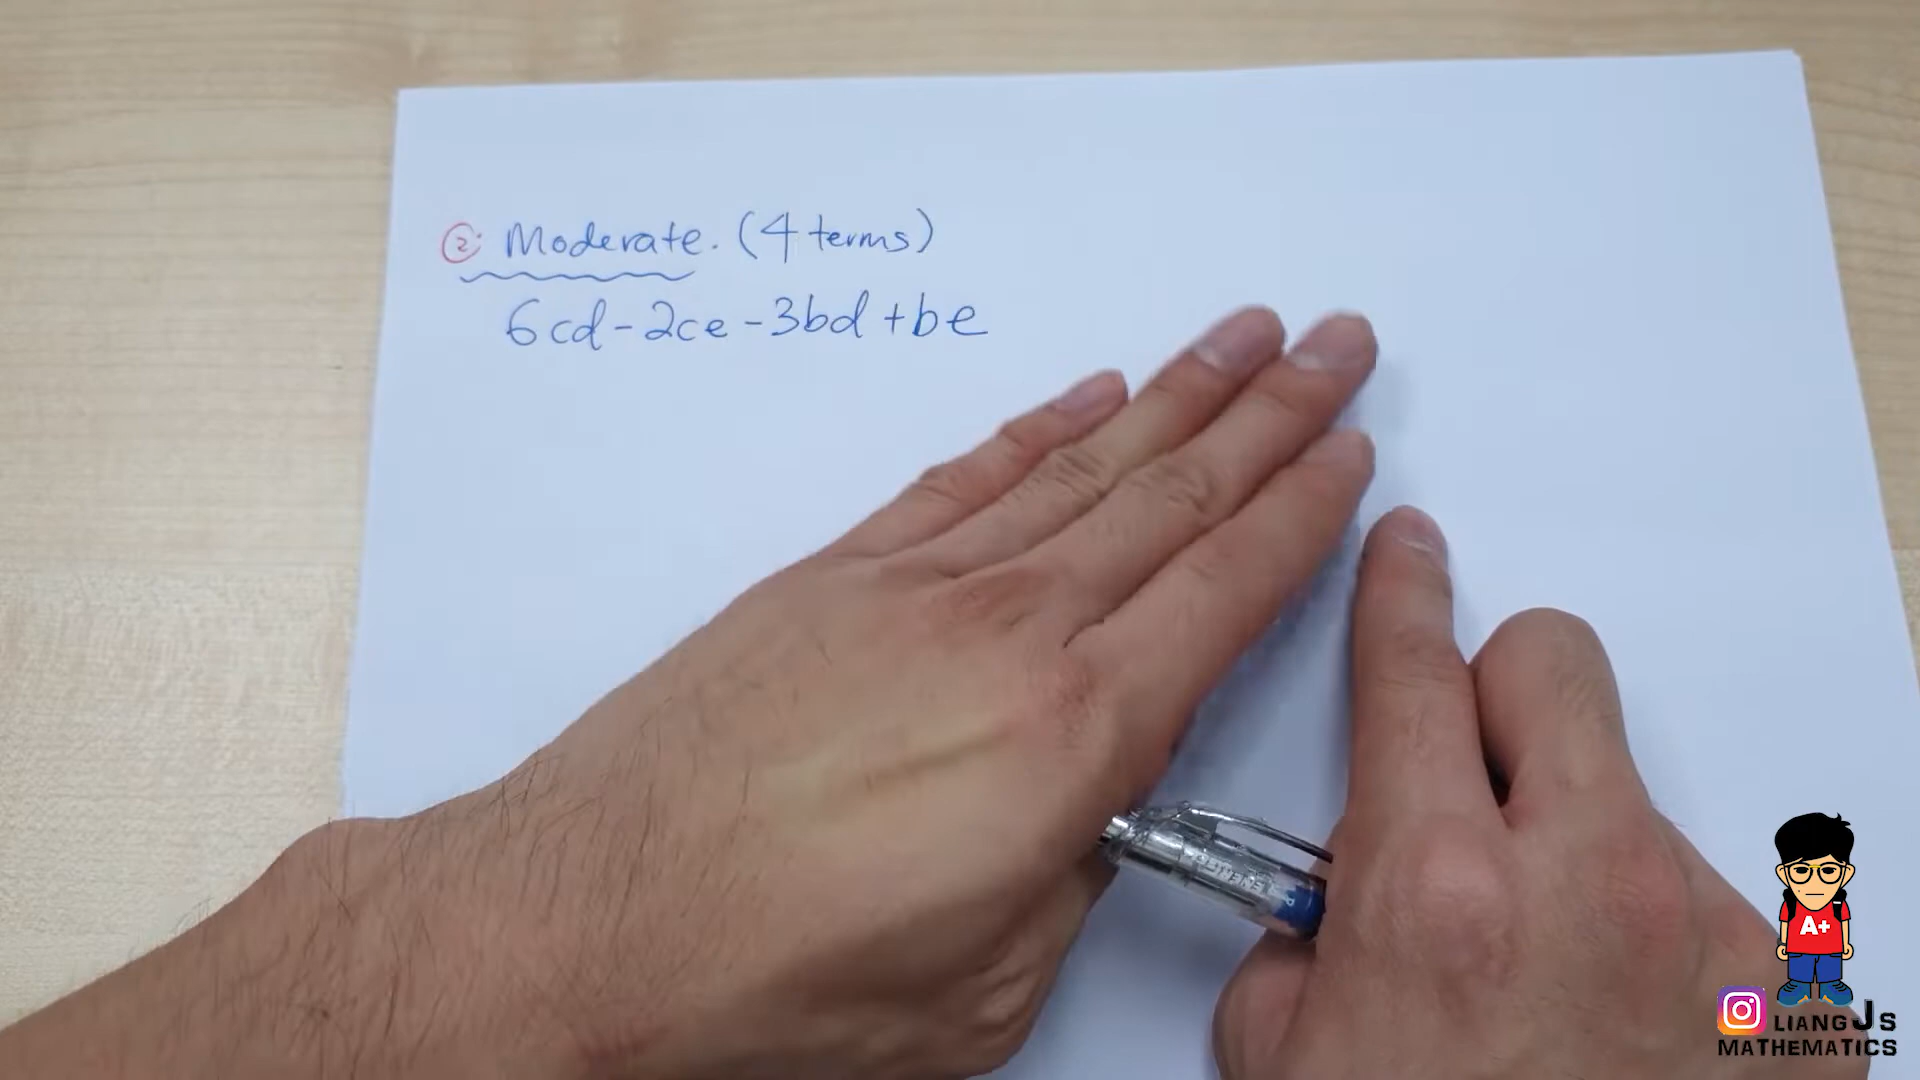 ② Moderate. (4 terms)
6cd - 2ce - 3bd + be
A+
LIANG JS
MATHEMATICS